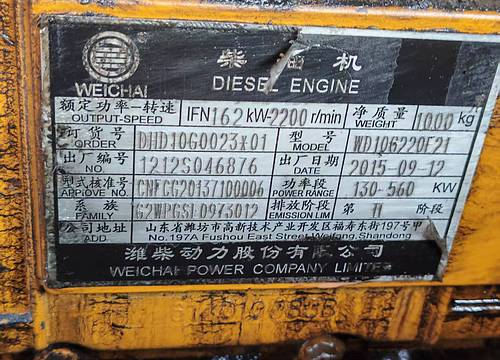 WEICHAI
柴油机
DIESEL ENGINE
额定功率-转速 IFN162 kW-2200 r/min 净质量 1000 kg
OUTPUT-SPEED WEIGHT
订货号 DHD10G0023*01 型号 WD10G220E21
ORDER MODEL
出厂编号 1212S046876 出厂日期 2015-09-12
NO. DATE
型式核准号 CNFCG20137100006 功率段 130-560 KW
APPROVE NO. POWER RANGE
系族 G2WPGSL0973012 排放阶段 第 II 阶段
FAMILY EMISSION LIM
公司地址 山东省潍坊市高新技术产业开发区福寿东街197号甲
ADD. No.197A Fushou East Street,Weifang,Shandong
潍柴动力股份有限公司
WEICHAI POWER COMPANY LIMITED